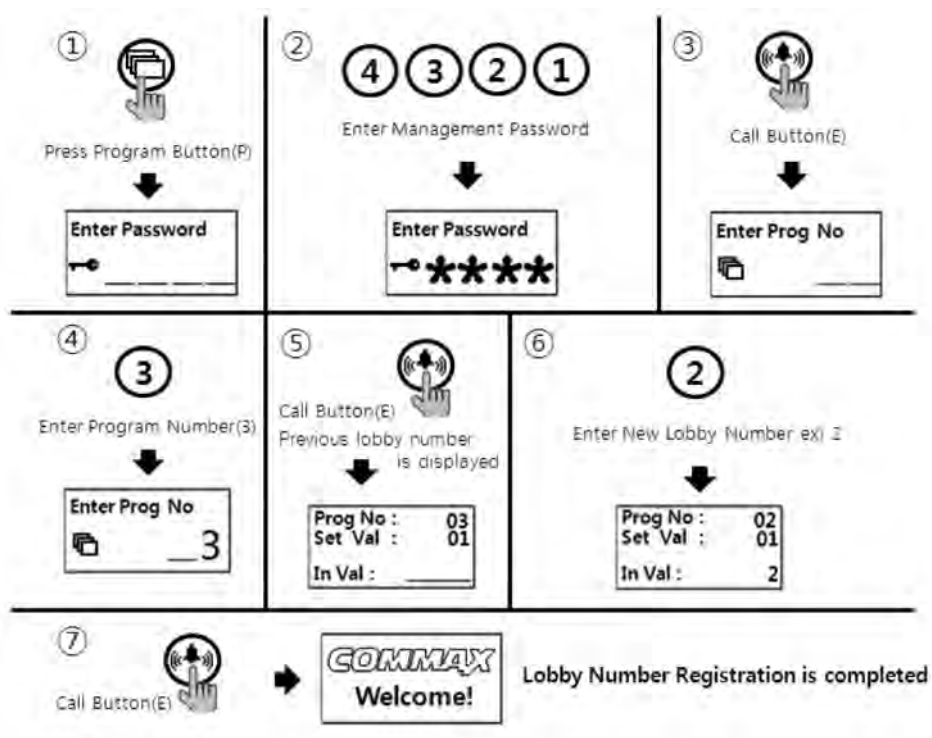 ①
Press Program Button(P)
Enter Password
②
4 3 2 1
Enter Management Password
Enter Password
****
③
Call Button(E)
Enter Prog No
④
3
Enter Program Number(3)
Enter Prog No
_3
⑤
Call Button(E)
Previous lobby number
is displayed
Prog No : 03
Set Val : 01
In Val :
⑥
2
Enter New Lobby Number ex) 2
Prog No : 02
Set Val : 01
In Val : 2
⑦
Call Button(E)
COMMAX
Welcome!
Lobby Number Registration is completed